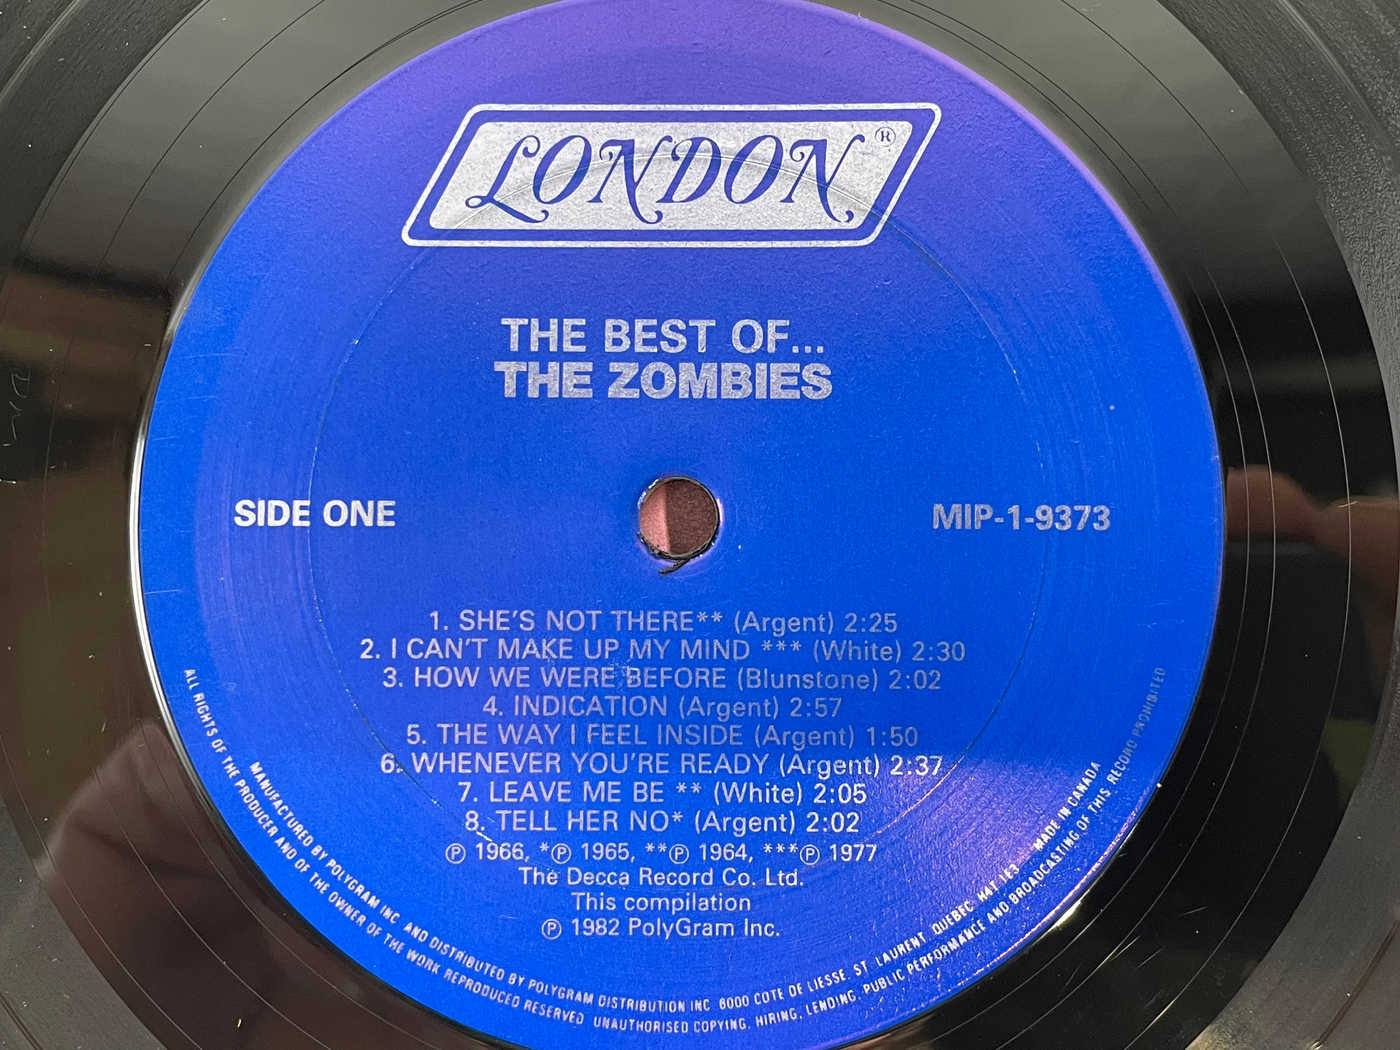 LONDON ®
THE BEST OF...
THE ZOMBIES
SIDE ONE
MIP-1-9373
1. SHE'S NOT THERE** (Argent) 2:25
2. I CAN'T MAKE UP MY MIND *** (White) 2:30
3. HOW WE WERE BEFORE (Blunstone) 2:02
4. INDICATION (Argent) 2:57
5. THE WAY I FEEL INSIDE (Argent) 1:50
6. WHENEVER YOU'RE READY (Argent) 2:37
7. LEAVE ME BE ** (White) 2:05
8. TELL HER NO* (Argent) 2:02
℗ 1966, *℗ 1965, **℗ 1964, ***℗ 1977
The Decca Record Co. Ltd.
This compilation
℗ 1982 PolyGram Inc.
MANUFACTURED BY POLYGRAM INC. AND DISTRIBUTED BY POLYGRAM DISTRIBUTION INC 6000 COTE DE LIESSE ST LAURENT QUEBEC H4T 1E3 MADE IN CANADA
ALL RIGHTS OF THE PRODUCER AND OF THE OWNER OF THE WORK REPRODUCED RESERVED UNAUTHORISED COPYING, HIRING, LENDING, PUBLIC PERFORMANCE AND BROADCASTING OF THIS RECORD PROHIBITED